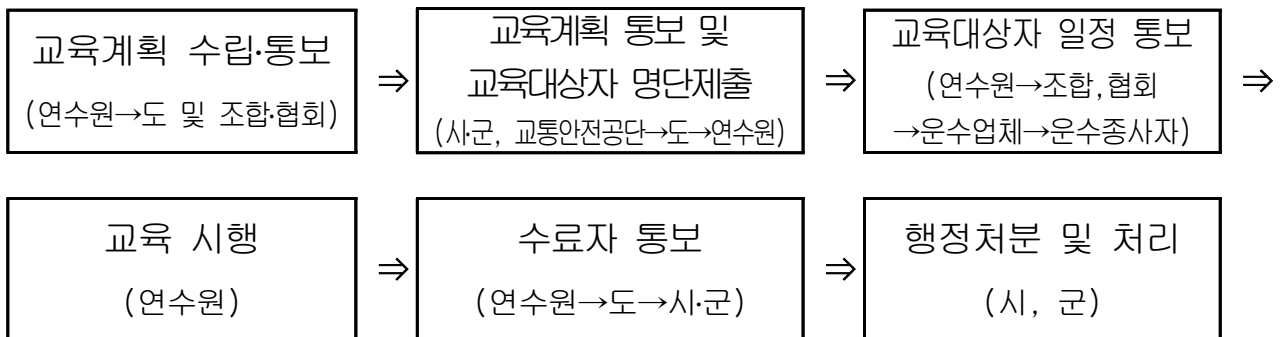 교육계획 수립·통보
(연수원→도 및 조합·협회)
⇒
교육계획 통보 및
교육대상자 명단제출
(시·군, 교통안전공단→도→연수원)
⇒
교육대상자 일정 통보
(연수원→조합,협회
→운수업체→운수종사자)
⇒
교육 시행
(연수원)
⇒
수료자 통보
(연수원→도→시·군)
⇒
행정처분 및 처리
(시, 군)